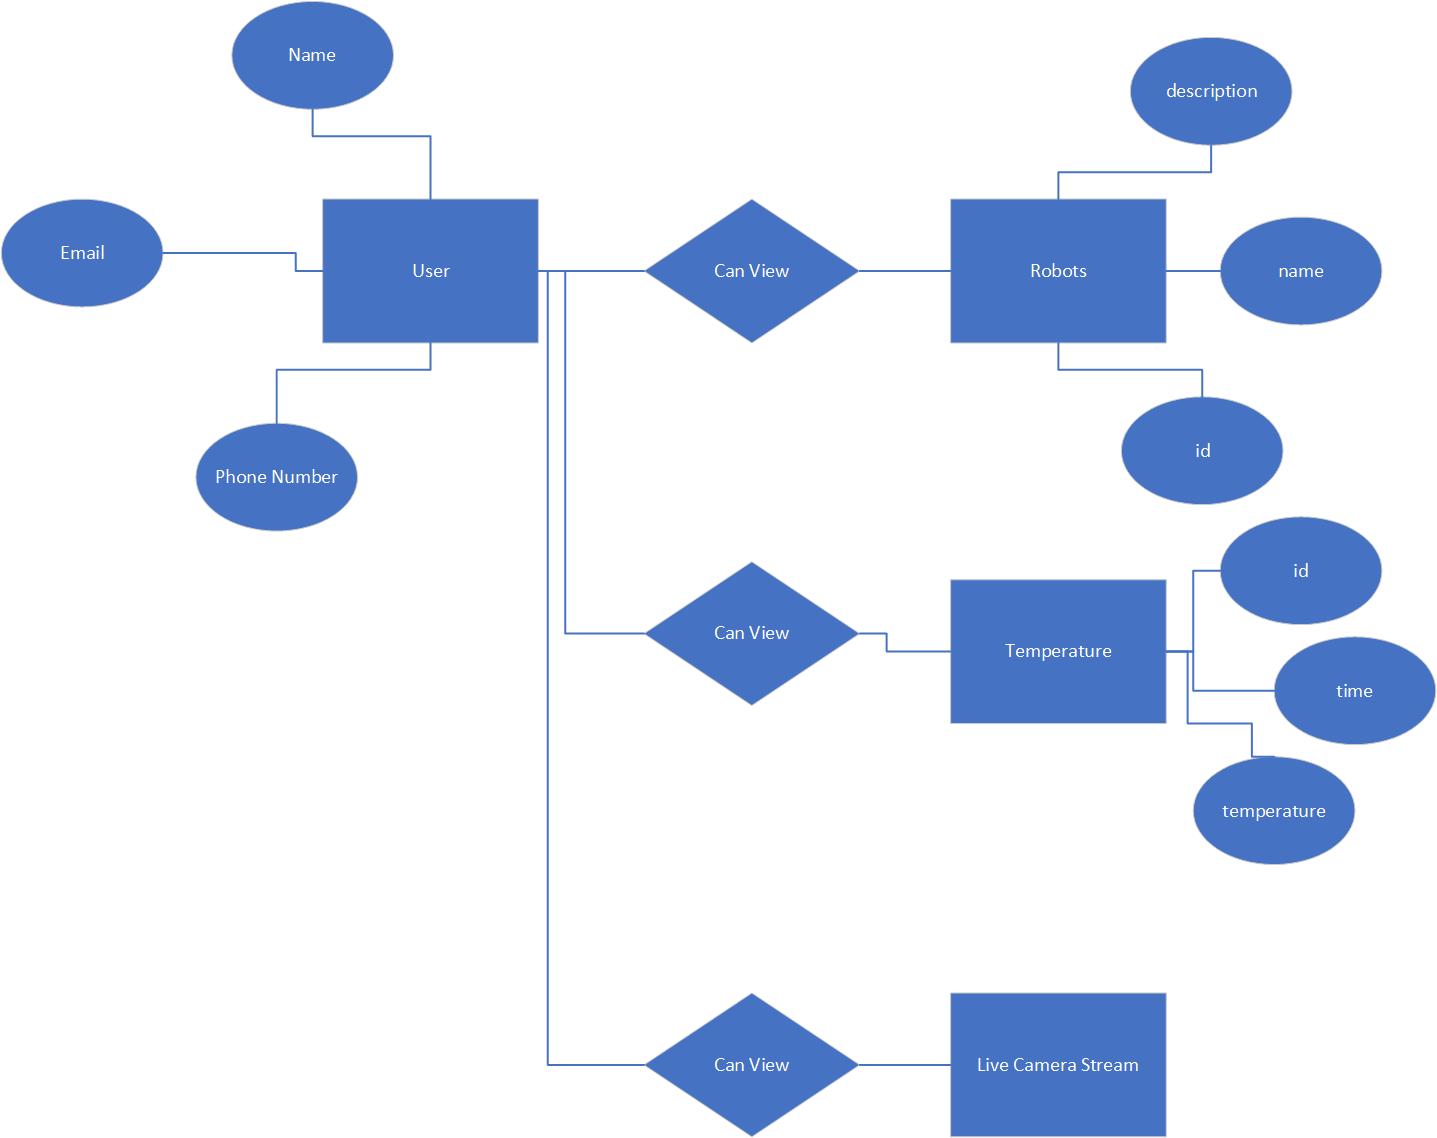 Name
description
Email
User
Can View
Robots
name
Phone Number
id
id
Can View
Temperature
time
temperature
Can View
Live Camera Stream